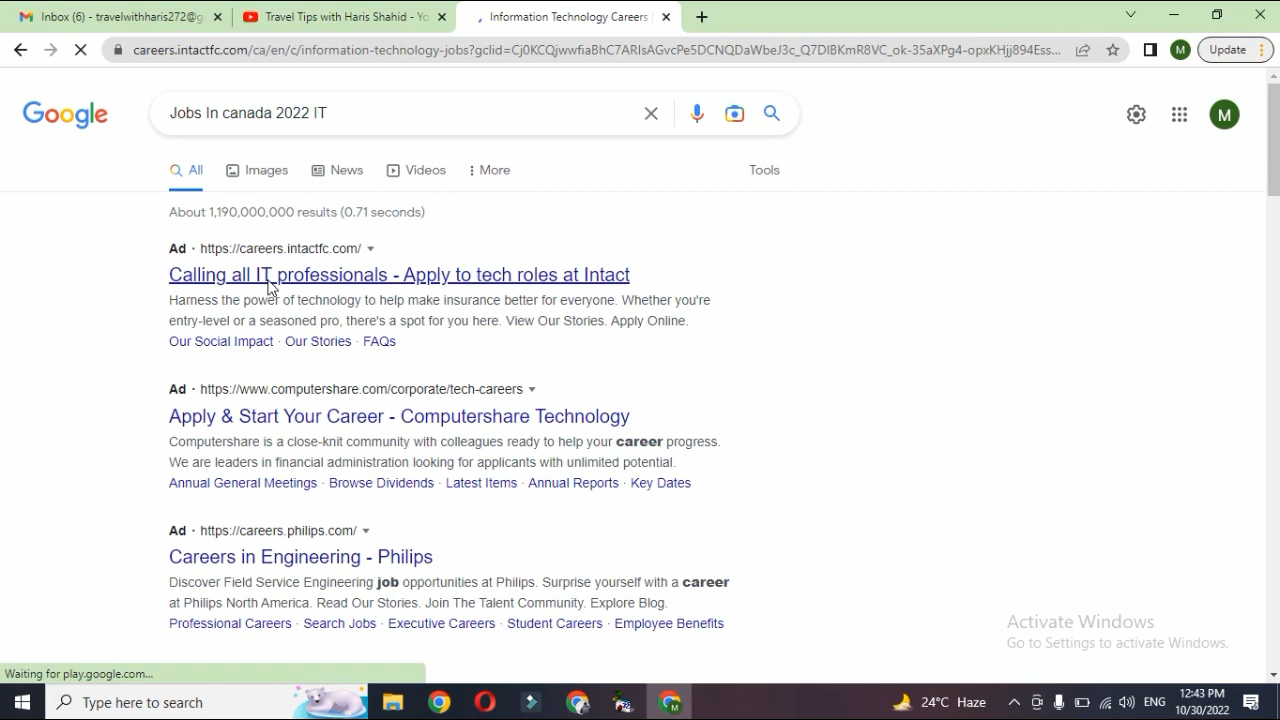 Inbox (6) - travelwithharis272@g
Travel Tips with Haris Shahid - Yo
Information Technology Careers
careers.intactfc.com/ca/en/c/information-technology-jobs?gclid=Cj0KCQjwwfiaBhC7ARIsAGvcPe5DCNQDaWbeJ3c_Q7DIBKmR8VC_ok-35aXPg4-opxKHjj894Ess...
M
Update
Google
Jobs In canada 2022 IT
M
All
Images
News
Videos
More
Tools
About 1,190,000,000 results (0.71 seconds)
Ad · https://careers.intactfc.com/
Calling all IT professionals - Apply to tech roles at Intact
Harness the power of technology to help make insurance better for everyone. Whether you're
entry-level or a seasoned pro, there's a spot for you here. View Our Stories. Apply Online.
Our Social Impact · Our Stories · FAQs
Ad · https://www.computershare.com/corporate/tech-careers
Apply & Start Your Career - Computershare Technology
Computershare is a close-knit community with colleagues ready to help your career progress.
We are leaders in financial administration looking for applicants with unlimited potential.
Annual General Meetings · Browse Dividends · Latest Items · Annual Reports · Key Dates
Ad · https://careers.philips.com/
Careers in Engineering - Philips
Discover Field Service Engineering job opportunities at Philips. Surprise yourself with a career
at Philips North America. Read Our Stories. Join The Talent Community. Explore Blog.
Professional Careers · Search Jobs · Executive Careers · Student Careers · Employee Benefits
Activate Windows
Go to Settings to activate Windows.
Waiting for play.google.com...
Type here to search
24°C Haze
ENG
12:43 PM
10/30/2022